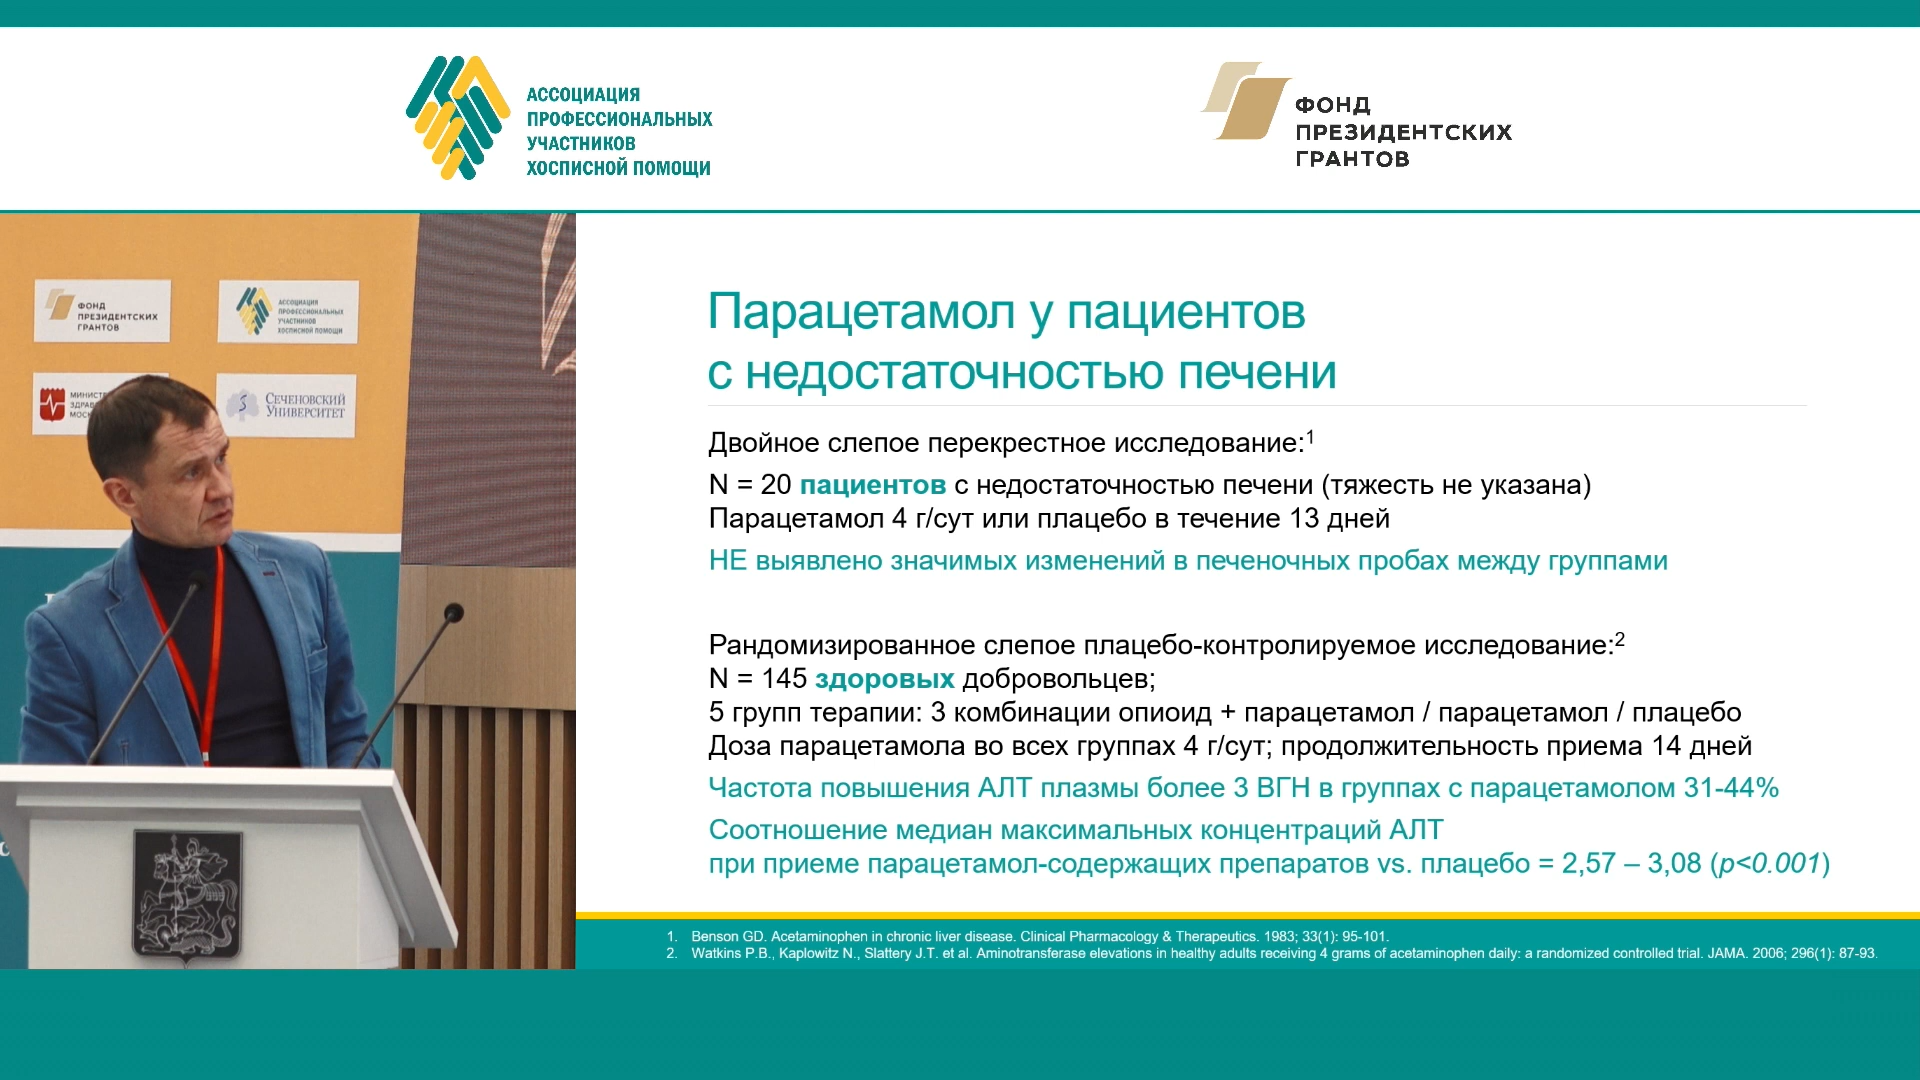 АССОЦИАЦИЯ
ПРОФЕССИОНАЛЬНЫХ
УЧАСТНИКОВ
ХОСПИСНОЙ ПОМОЩИ
ФОНД
ПРЕЗИДЕНТСКИХ
ГРАНТОВ
ФОНД
ПРЕЗИДЕНТСКИХ
ГРАНТОВ
АССОЦИАЦИЯ
ПРОФЕССИОНАЛЬНЫХ
УЧАСТНИКОВ
ХОСПИСНОЙ ПОМОЩИ
СЕЧЕНОВСКИЙ
УНИВЕРСИТЕТ
Парацетамол у пациентов
с недостаточностью печени
Двойное слепое перекрестное исследование:1
N = 20 пациентов с недостаточностью печени (тяжесть не указана)
Парацетамол 4 г/сут или плацебо в течение 13 дней
НЕ выявлено значимых изменений в печеночных пробах между группами
Рандомизированное слепое плацебо-контролируемое исследование:2
N = 145 здоровых добровольцев;
5 групп терапии: 3 комбинации опиоид + парацетамол / парацетамол / плацебо
Доза парацетамола во всех группах 4 г/сут; продолжительность приема 14 дней
Частота повышения АЛТ плазмы более 3 ВГН в группах с парацетамолом 31-44%
Соотношение медиан максимальных концентраций АЛТ
при приеме парацетамол-содержащих препаратов vs. плацебо = 2,57 – 3,08 (p<0.001)
1. Benson GD. Acetaminophen in chronic liver disease. Clinical Pharmacology & Therapeutics. 1983; 33(1): 95-101.
2. Watkins P.B., Kaplowitz N., Slattery J.T. et al. Aminotransferase elevations in healthy adults receiving 4 grams of acetaminophen daily: a randomized controlled trial. JAMA. 2006; 296(1): 87-93.